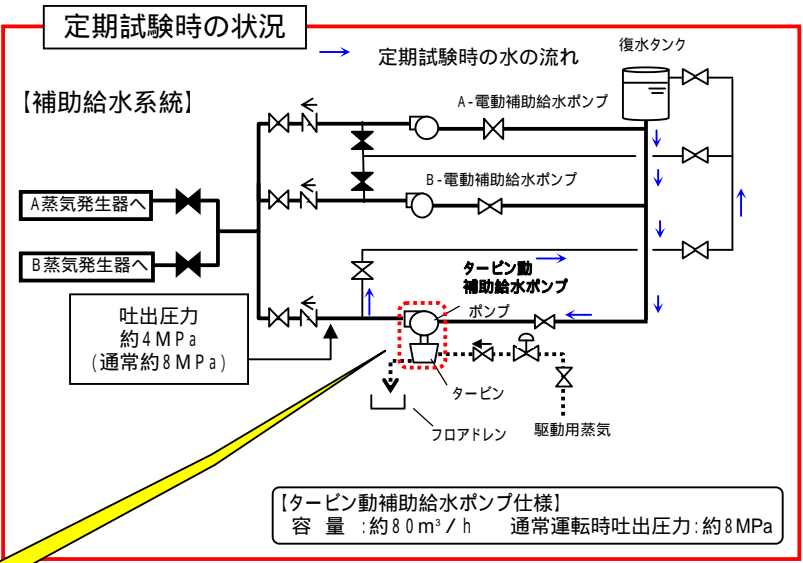 定期試験時の状況
定期試験時の水の流れ
復水タンク
【補助給水系統】
A-電動補助給水ポンプ
B-電動補助給水ポンプ
A蒸気発生器へ
B蒸気発生器へ
タービン動
補助給水ポンプ
ポンプ
吐出圧力
約4MPa
(通常約8MPa)
タービン
フロアドレン
駆動用蒸気
【タービン動補助給水ポンプ仕様】
容 量 :約80m³/h 通常運転時吐出圧力:約8MPa